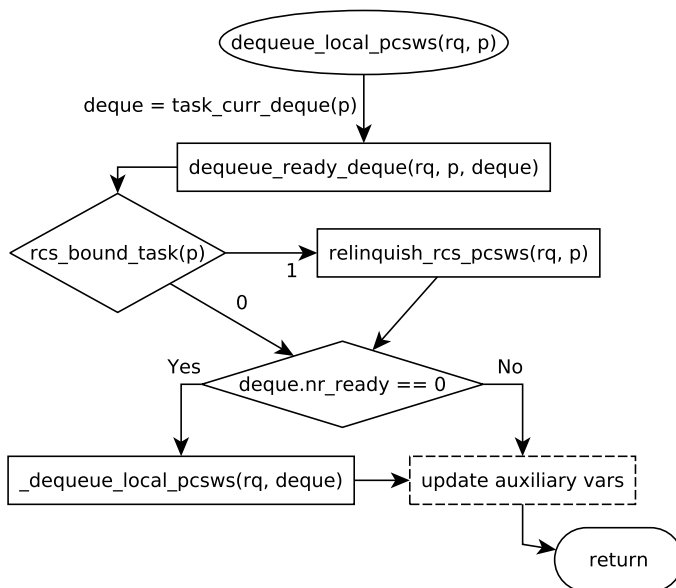 dequeue_local_pcsws(rq, p)
deque = task_curr_deque(p)
dequeue_ready_deque(rq, p, deque)
rcs_bound_task(p)
relinquish_rcs_pcsws(rq, p)
1
0
Yes
deque.nr_ready == 0
No
_dequeue_local_pcsws(rq, deque)
update auxiliary vars
return